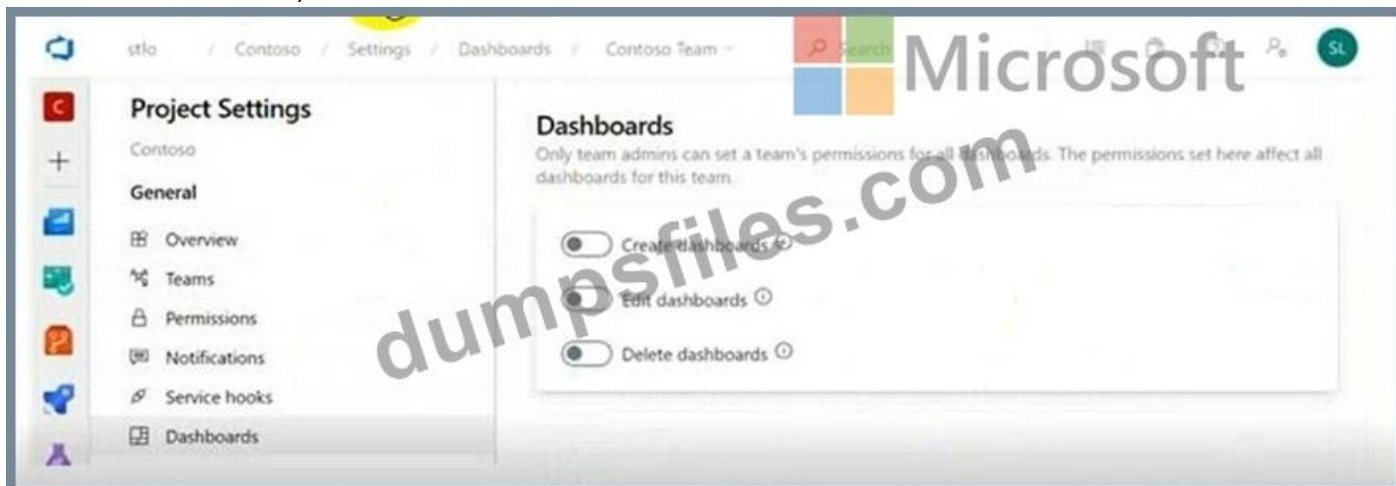 stlo / Contoso / Settings / Dashboards / Contoso Team
Search
Microsoft
SL
C
Project Settings
Contoso
General
Overview
Teams
Permissions
Notifications
Service hooks
Dashboards
Dashboards
Only team admins can set a team's permissions for all dashboards. The permissions set here affect all
dashboards for this team.
Create dashboards
Edit dashboards
Delete dashboards
dumpsfiles.com